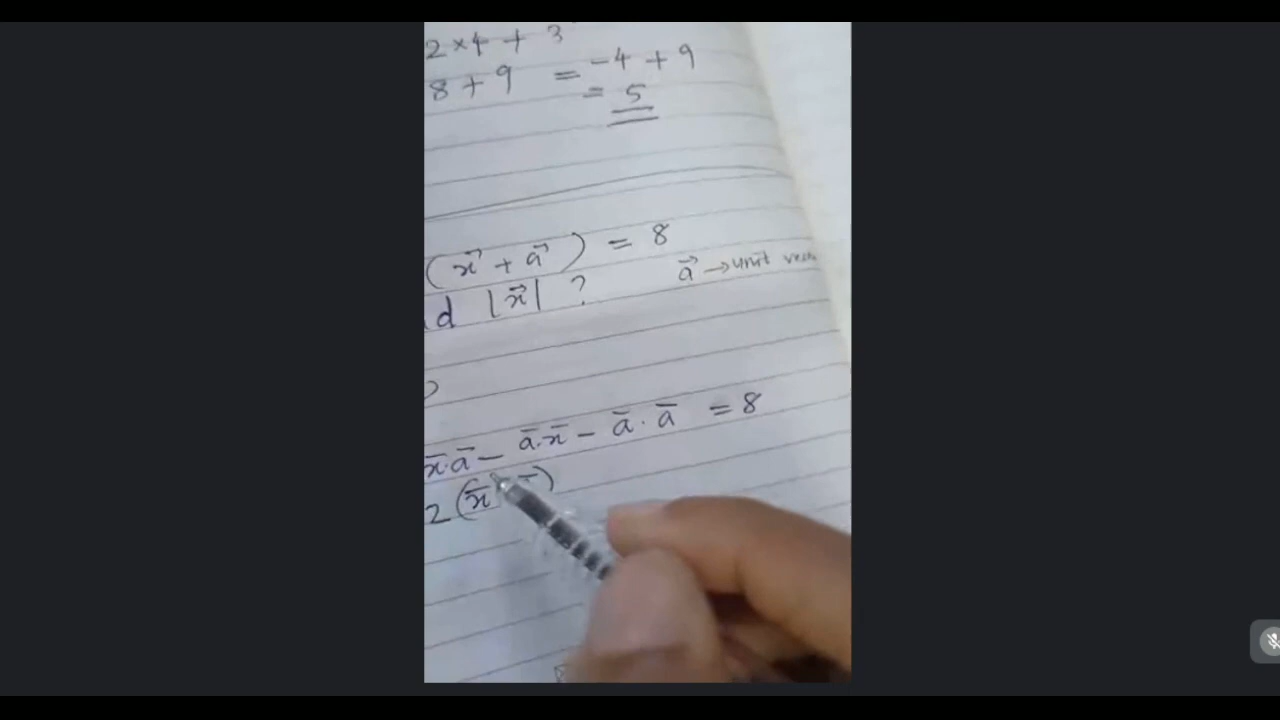 2 × 4 + 3
8 + 9 = -4 + 9
= 5
(x⃗ + a⃗) = 8
a⃗ → unit
d |x⃗| ?
)
x̄·ā - ā·x̄ - ā·ā = 8
2(x̄